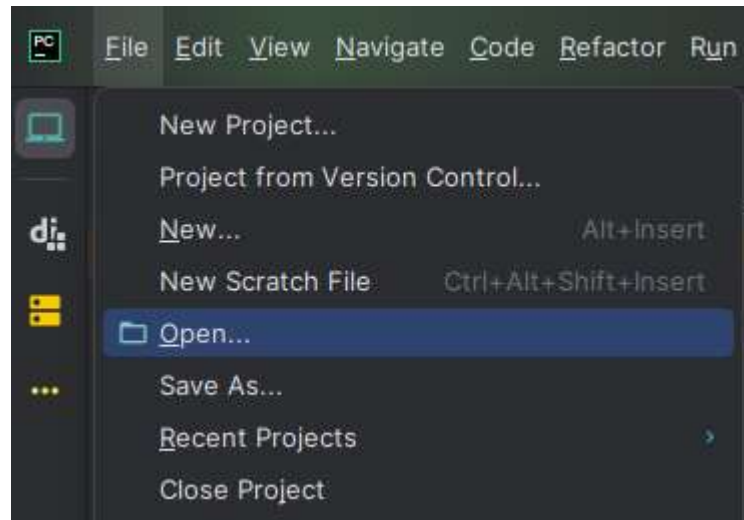 PC
File Edit View Navigate Code Refactor Run
New Project...
Project from Version Control...
di
New... Alt+Insert
New Scratch File Ctrl+Alt+Shift+Insert
Open...
Save As...
Recent Projects
Close Project